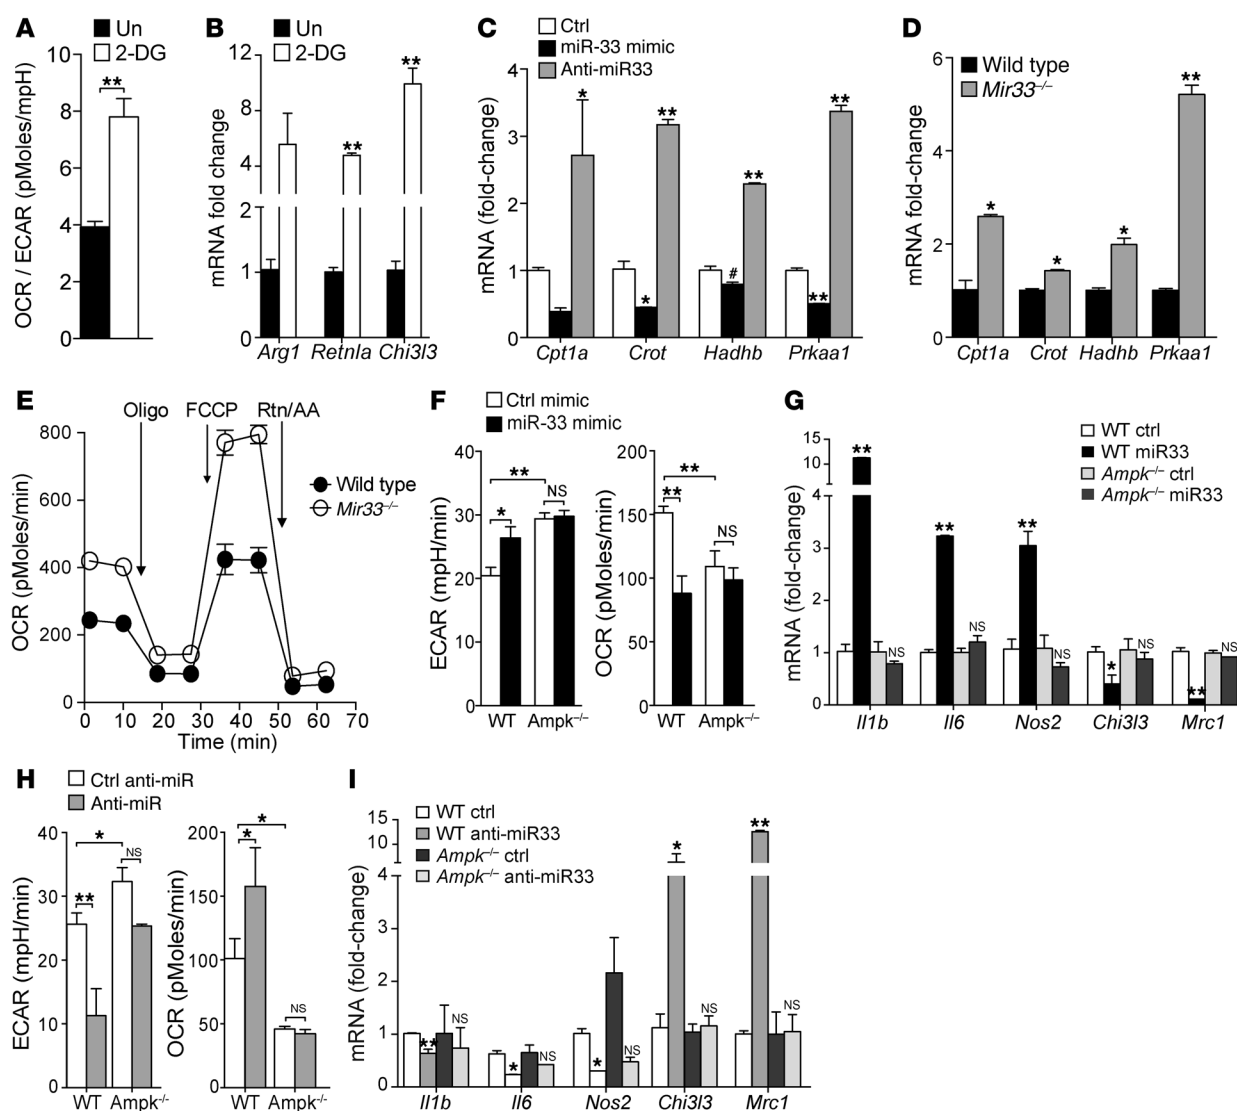 A
Un
2-DG
OCR / ECAR (pMoles/mpH)
10
8
6
4
2
0
**
B
Un
2-DG
mRNA fold change
12
8
4
2
1
0
**
**
Arg1 Retnla Chi3l3
C
Ctrl
miR-33 mimic
Anti-miR33
mRNA (fold-change)
4
3
2
1
0
* ** ** **
* # **
Cpt1a Crot Hadhb Prkaa1
D
Wild type
Mir33–/–
mRNA fold-change
6
4
2
0
* * * **
Cpt1a Crot Hadhb Prkaa1
E
Oligo FCCP Rtn/AA
OCR (pMoles/min)
800
600
400
200
0
Wild type
Mir33–/–
0 10 20 30 40 50 60 70
Time (min)
F
Ctrl mimic
miR-33 mimic
ECAR (mpH/min)
40
30
20
10
0
**
* NS
WT Ampk–/–
OCR (pMoles/min)
200
150
100
50
0
**
** NS
WT Ampk–/–
G
WT ctrl
WT miR33
Ampk–/– ctrl
Ampk–/– miR33
mRNA (fold-change)
15
10
4
3
2
1
0
** ** ** * **
NS NS NS NS NS
Il1b Il6 Nos2 Chi3l3 Mrc1
H
Ctrl anti-miR
Anti-miR
ECAR (mpH/min)
40
30
20
10
0
*
** NS
WT Ampk-/-
OCR (pMoles/min)
200
150
100
50
0
*
* NS
WT Ampk-/-
I
WT ctrl
WT anti-miR33
Ampk–/– ctrl
Ampk–/– anti-miR33
mRNA (fold-change)
15
10
4
2
1
0
** * * * **
NS NS NS NS NS
Il1b Il6 Nos2 Chi3l3 Mrc1